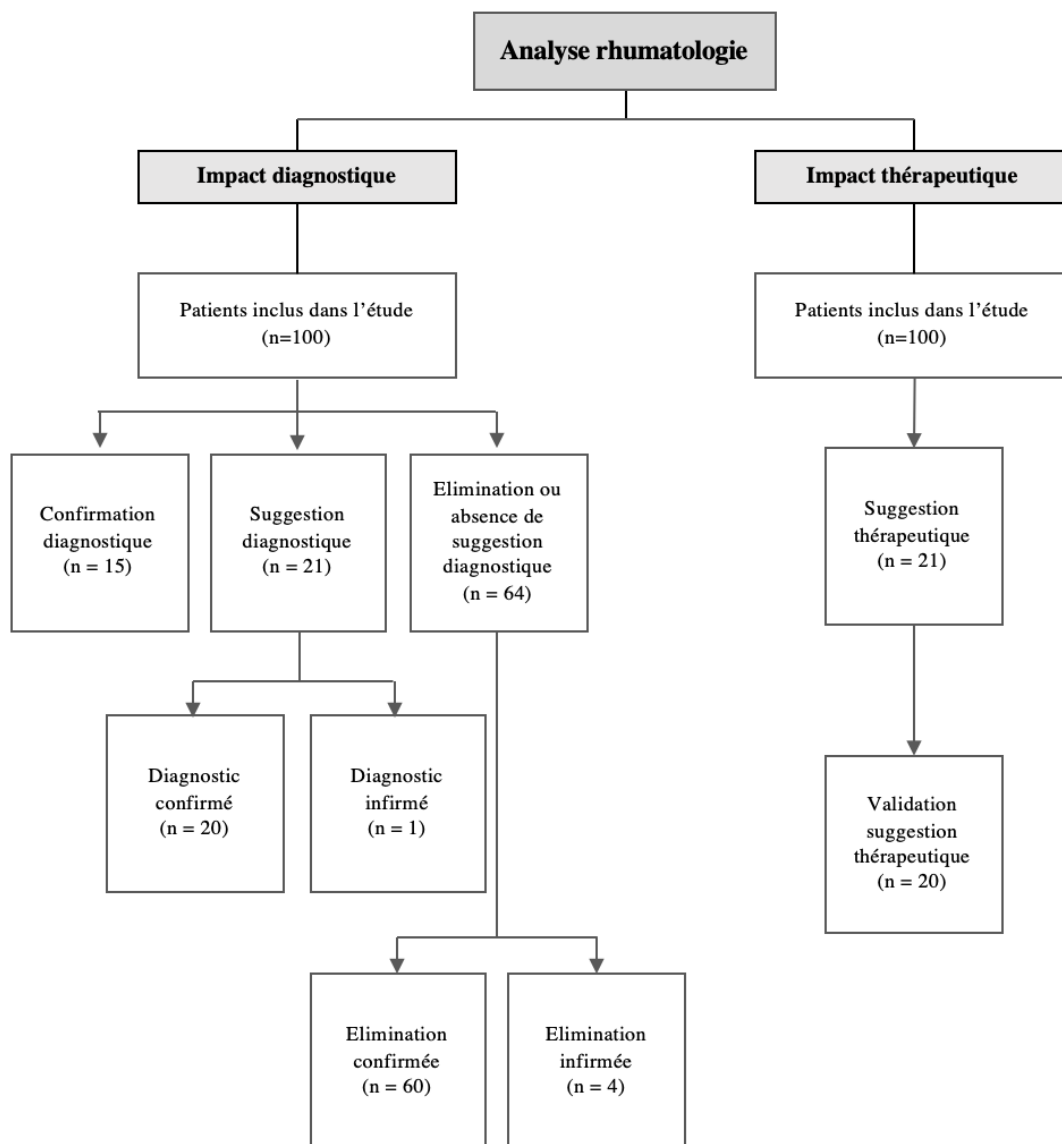 Analyse rhumatologie
Impact diagnostique
Impact thérapeutique
Patients inclus dans l’étude
(n=100)
Patients inclus dans l’étude
(n=100)
Confirmation
diagnostique
(n = 15)
Suggestion
diagnostique
(n = 21)
Elimination ou
absence de
suggestion
diagnostique
(n = 64)
Suggestion
thérapeutique
(n = 21)
Diagnostic
confirmé
(n = 20)
Diagnostic
infirmé
(n = 1)
Validation
suggestion
thérapeutique
(n = 20)
Elimination
confirmée
(n = 60)
Elimination
infirmée
(n = 4)